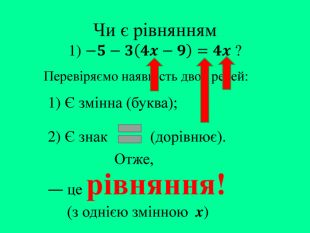 Чи є рівнянням
1) −5 − 3(4x − 9) = 4x ?
Перевіряємо наявність двох речей:
1) Є змінна (буква);
2) Є знак = (дорівнює).
Отже,
— це рівняння!
(з однією змінною x)